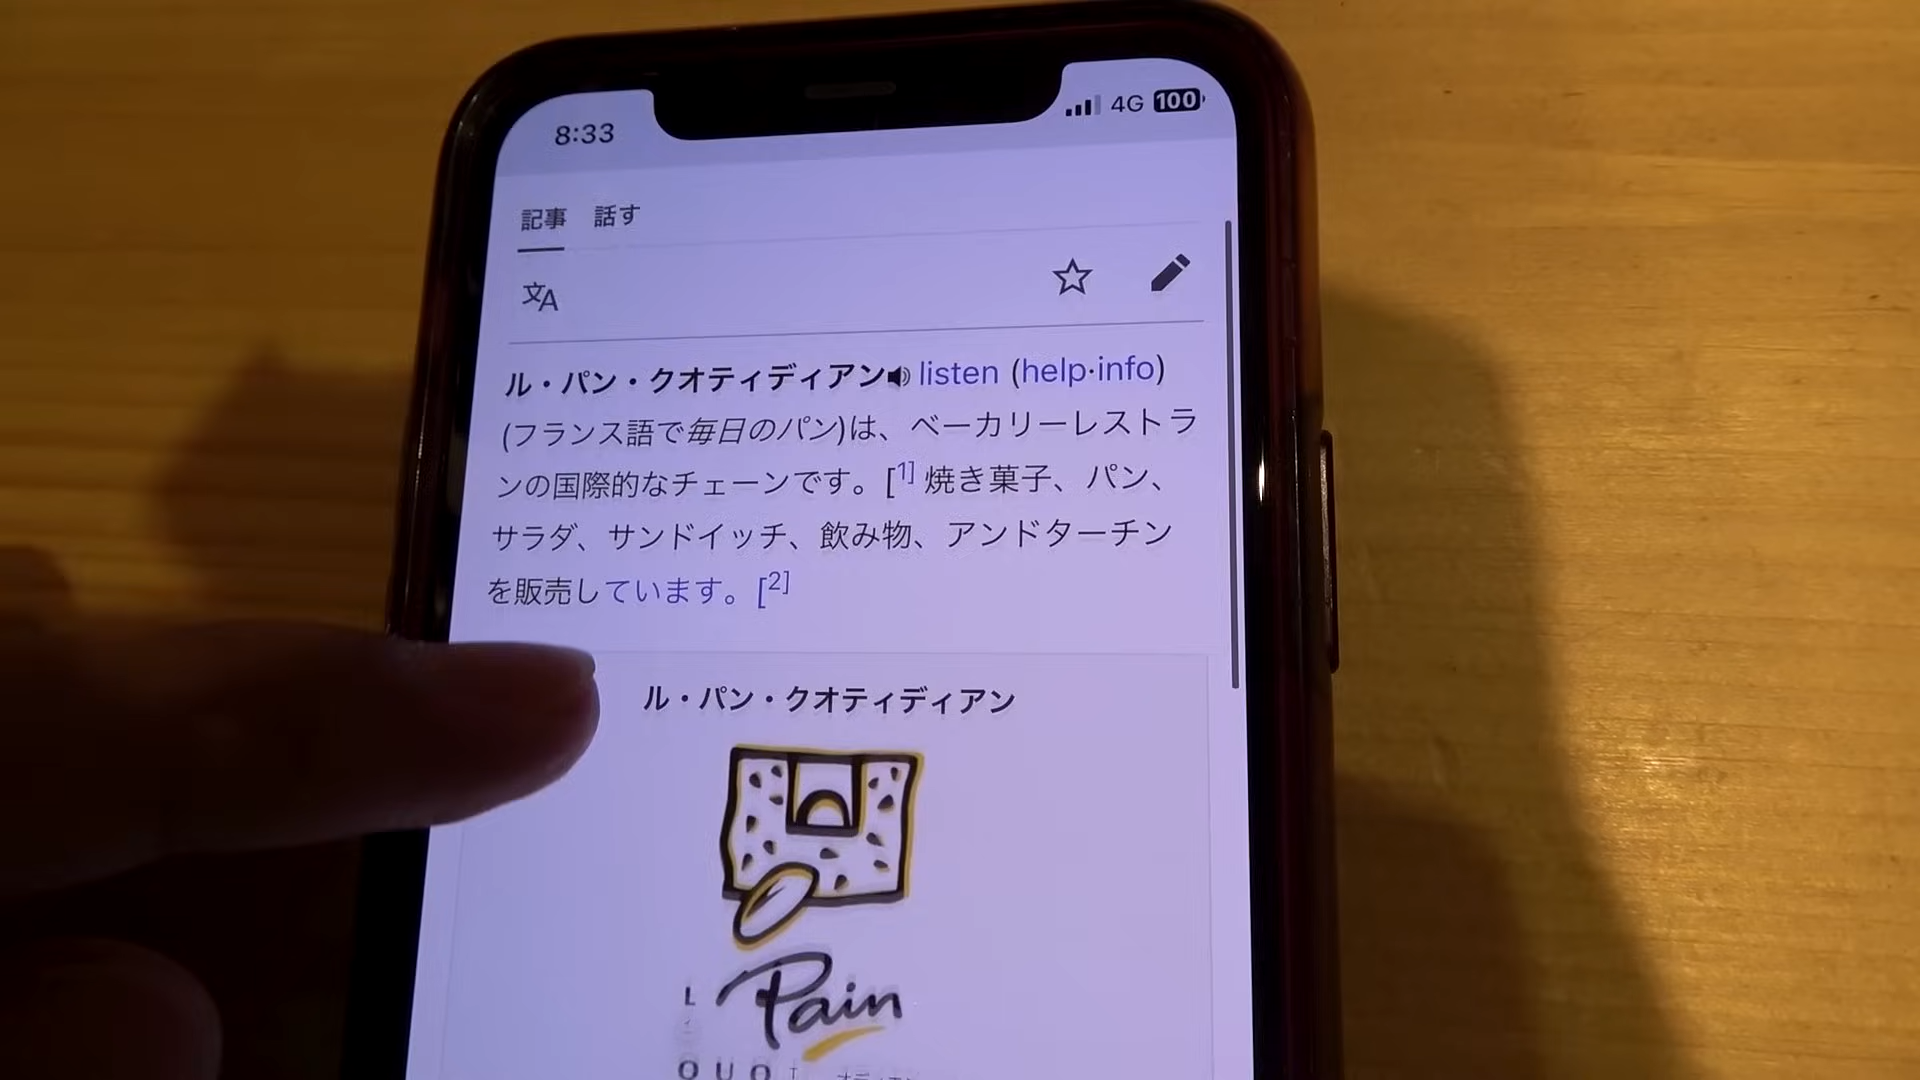 8:33 4G 100
記事 話す
文A
ル・パン・クオティディアン listen (help·info)
(フランス語で毎日のパン)は、ベーカリーレストラ
ンの国際的なチェーンです。[1] 焼き菓子、パン、
サラダ、サンドイッチ、飲み物、アンドターチン
を販売しています。[2]
ル・パン・クオティディアン
L Pain
QUOT